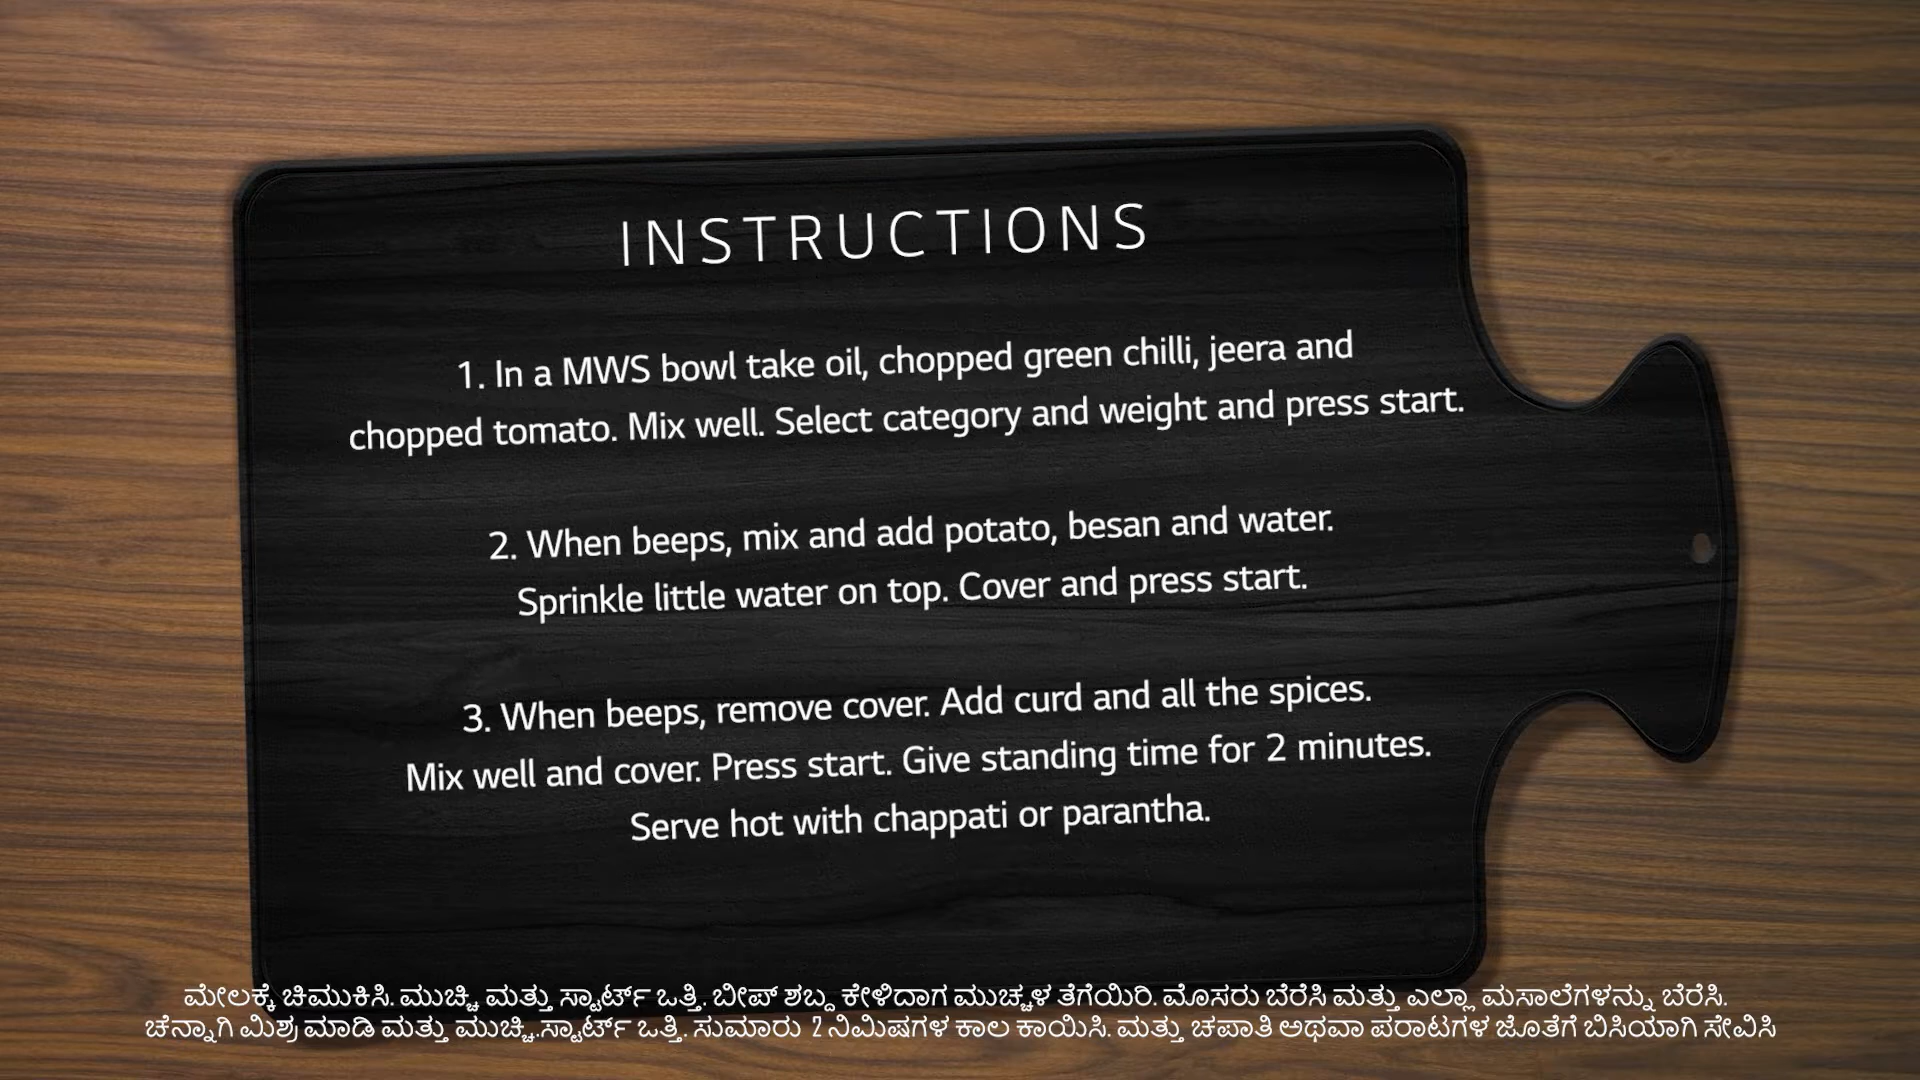 INSTRUCTIONS
1. In a MWS bowl take oil, chopped green chilli, jeera and
chopped tomato. Mix well. Select category and weight and press start.
2. When beeps, mix and add potato, besan and water.
Sprinkle little water on top. Cover and press start.
3. When beeps, remove cover. Add curd and all the spices.
Mix well and cover. Press start. Give standing time for 2 minutes.
Serve hot with chappati or parantha.
ಮೇಲಕ್ಕೆ ಚಿಮುಕಿಸಿ. ಮುಚ್ಚಿ ಮತ್ತು ಸ್ಟಾರ್ಟ್ ಒತ್ತಿ. ಬೀಪ್ ಶಬ್ದ ಕೇಳಿದಾಗ ಮುಚ್ಚಳ ತೆಗೆಯಿರಿ. ಮೊಸರು ಬೆರೆಸಿ ಮತ್ತು ಎಲ್ಲಾ ಮಸಾಲೆಗಳನ್ನು ಬೆರೆಸಿ.
ಚೆನ್ನಾಗಿ ಮಿಶ್ರ ಮಾಡಿ ಮತ್ತು ಮುಚ್ಚಿ.ಸ್ಟಾರ್ಟ್ ಒತ್ತಿ. ಸುಮಾರು 2 ನಿಮಿಷಗಳ ಕಾಲ ಕಾಯಿಸಿ. ಮತ್ತು ಚಪಾತಿ ಅಥವಾ ಪರಾಟಗಳ ಜೊತೆಗೆ ಬಿಸಿಯಾಗಿ ಸೇವಿಸಿ